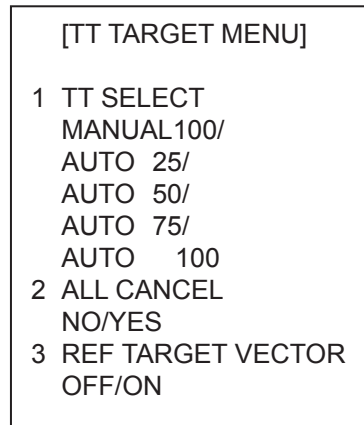 [TT TARGET MENU]
1 TT SELECT
MANUAL100/
AUTO 25/
AUTO 50/
AUTO 75/
AUTO 100
2 ALL CANCEL
NO/YES
3 REF TARGET VECTOR
OFF/ON